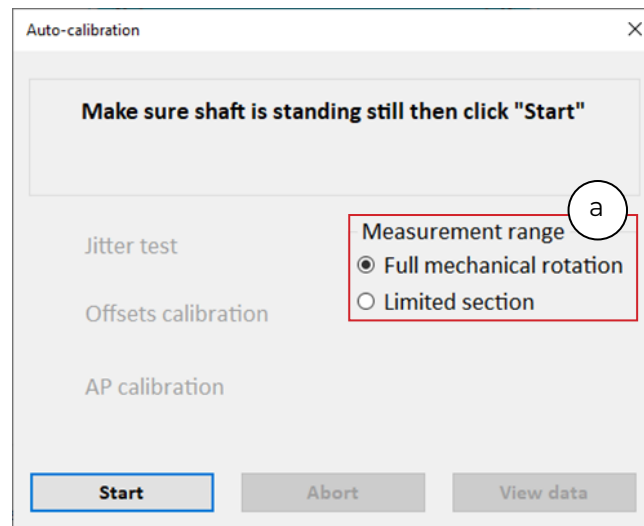 Auto-calibration
Make sure shaft is standing still then click "Start"
a
Measurement range
Jitter test
Full mechanical rotation
Limited section
Offsets calibration
AP calibration
Start
Abort
View data